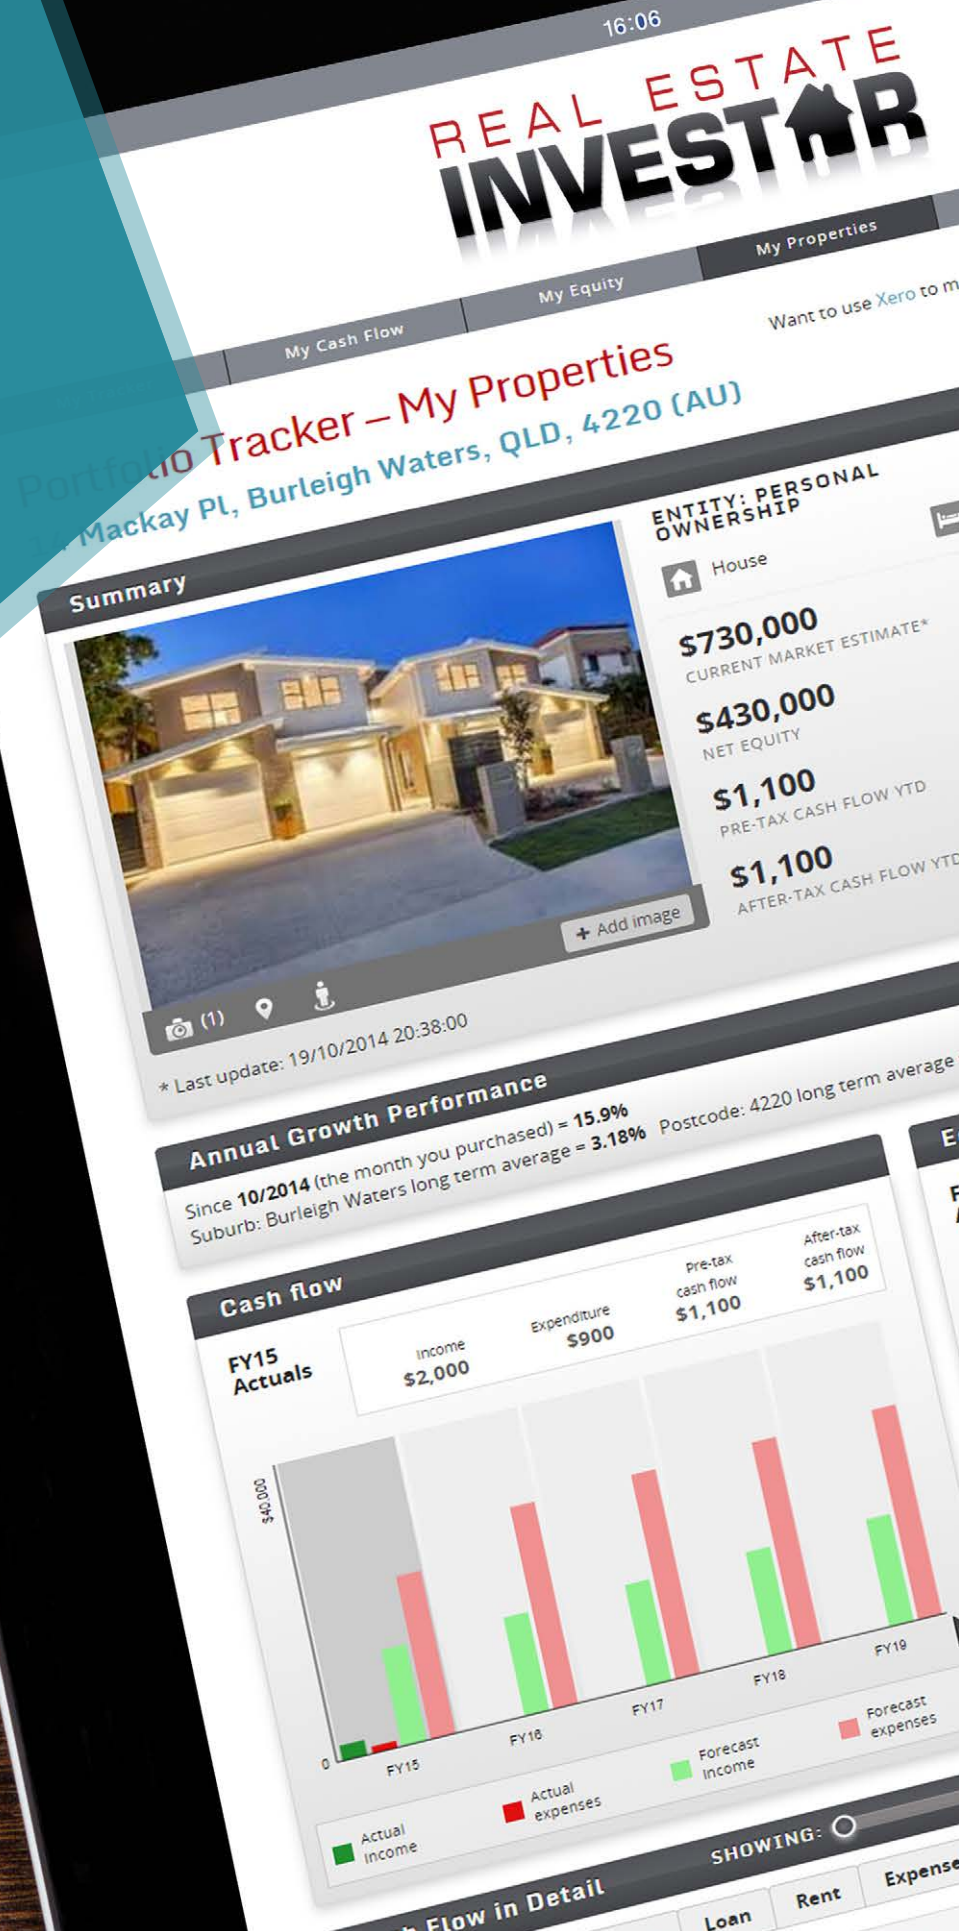 16:06
REAL ESTATE
INVESTAR
My Cash Flow
My Equity
My Properties
Want to use Xero to m
Portfolio Tracker – My Properties
Mackay Pl, Burleigh Waters, QLD, 4220 (AU)
Summary
ENTITY: PERSONAL
OWNERSHIP
House
$730,000
CURRENT MARKET ESTIMATE*
$430,000
NET EQUITY
$1,100
PRE-TAX CASH FLOW YTD
$1,100
AFTER-TAX CASH FLOW YTD
+ Add image
(1)
* Last update: 19/10/2014 20:38:00
Annual Growth Performance
Since 10/2014 (the month you purchased) = 15.9%
Suburb: Burleigh Waters long term average = 3.18% Postcode: 4220 long term average
Cash flow
FY15
Actuals
Income
$2,000
Expenditure
$900
Pre-tax
cash flow
$1,100
After-tax
cash flow
$1,100
$40,000
0
FY15
FY16
FY17
FY18
FY19
Actual
Income
Actual
expenses
Forecast
Income
Forecast
expenses
h Flow in Detail
SHOWING:
Loan
Rent
Expense